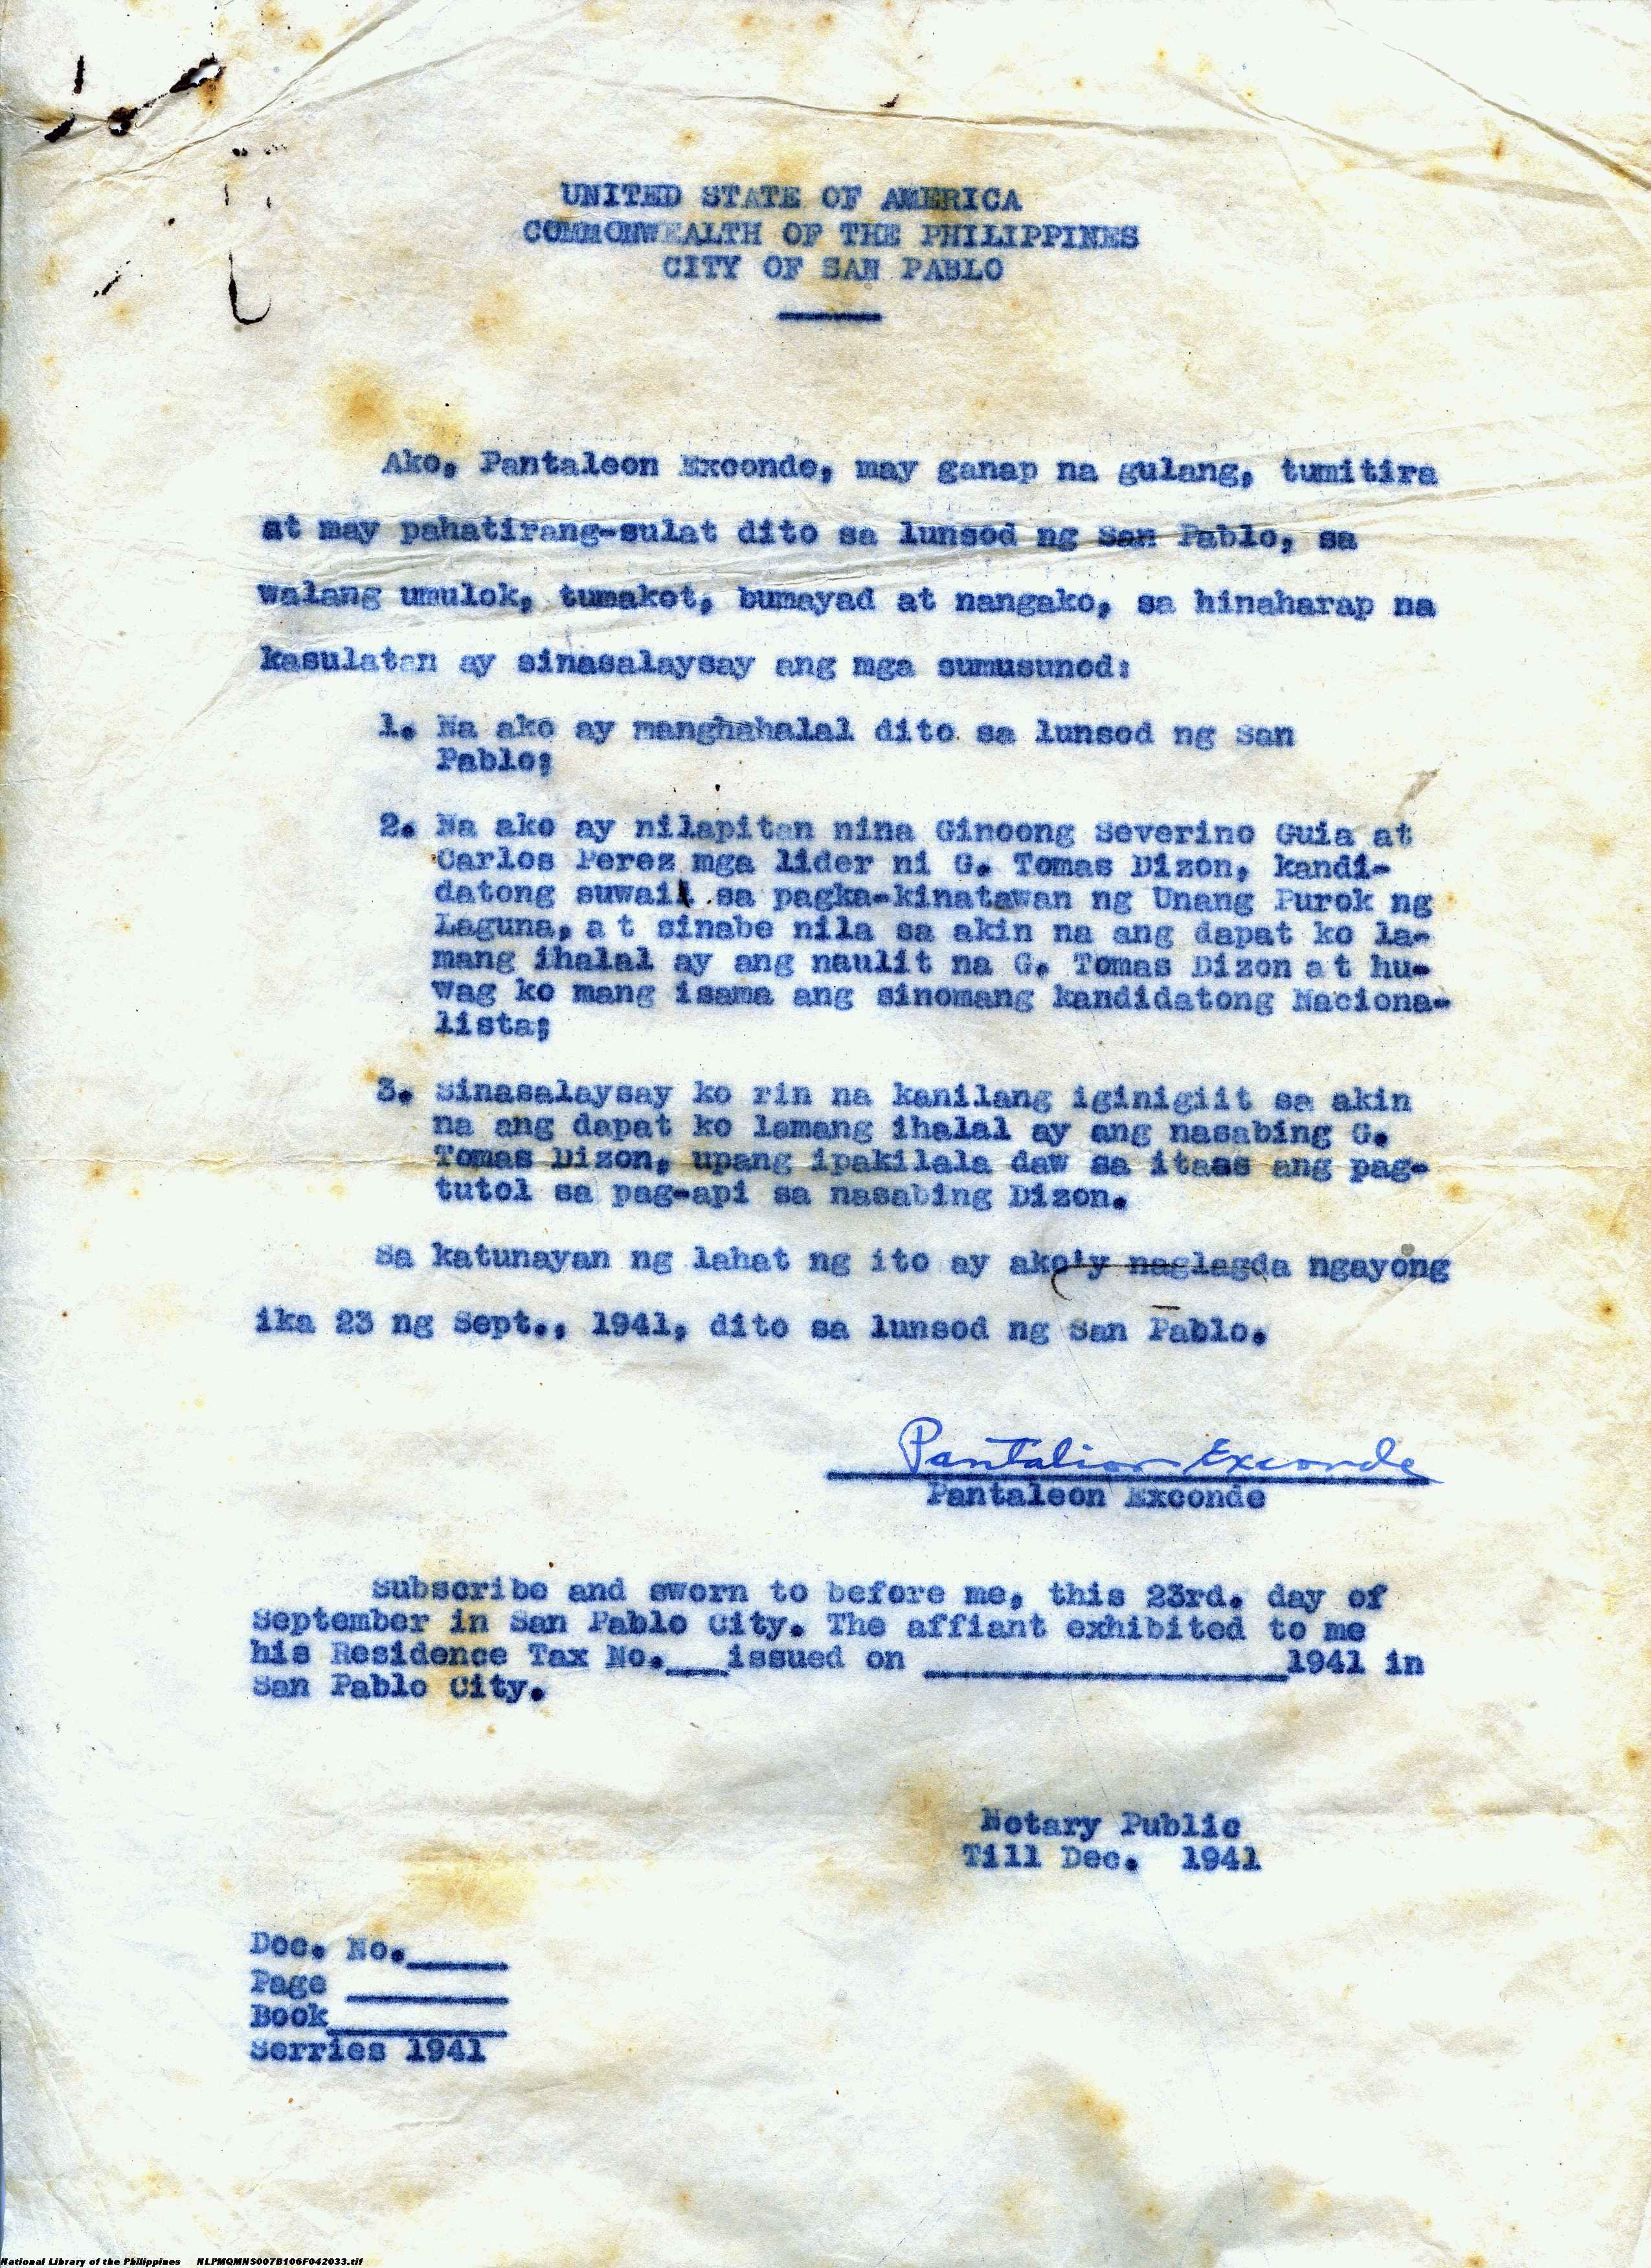 UNITED STATE OF AMERICA
COMMONWEALTH OF THE PHILIPPINES
CITY OF SAN PABLO
Ako, Pantaleon Exconde, may ganap na gulang, tumitira
at may pahatirang-sulat dito sa lunsod ng San Pablo, sa
walang umulok, tumakot, bumayad at nangako, sa hinaharap na
kasulatan ay sinasalaysay ang mga sumusunod:
1. Na ako ay manghahalal dito sa lunsod ng San
Pablo;
2. Na ako ay nilapitan nina Ginoong Severino Guia at
Carlos Perez mga lider ni G. Tomas Dizon, kandi-
datong suwail sa pagka-kinatawan ng Unang Purok ng
Laguna, at sinabe nila sa akin na ang dapat ko la-
mang ihalal ay ang naulit na G. Tomas Dizon at hu-
wag ko mang isama ang sinomang kandidatong Naciona-
lista;
3. Sinasalaysay ko rin na kanilang iginigiit sa akin
na ang dapat ko lamang ihalal ay ang nasabing G.
Tomas Dizon, upang ipakilala daw sa itaas ang pag-
tutol sa pag-api sa nasabing Dizon.
Sa katunayan ng lahat ng ito ay ako'y naglagda ngayong
ika 23 ng Sept., 1941, dito sa lunsod ng San Pablo.
Pantalion Exconde
Pantaleon Exconde
Subscribe and sworn to before me, this 23rd. day of
September in San Pablo City. The affiant exhibited to me
his Residence Tax No.___issued on ______________1941 in
San Pablo City.
Notary Public
Till Dec. 1941
Doc. No._____
Page ________
Book_________
Serries 1941
National Library of the Philippines NLPMQMNS007B106F042033.tif